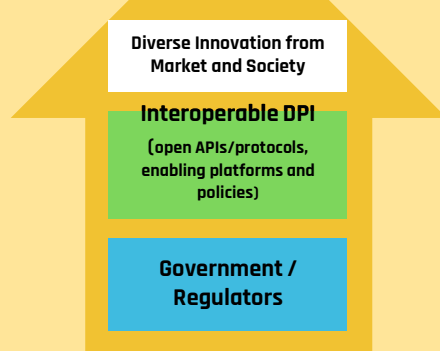 Diverse Innovation from
Market and Society
Interoperable DPI
(open APIs/protocols,
enabling platforms and
policies)
Government /
Regulators